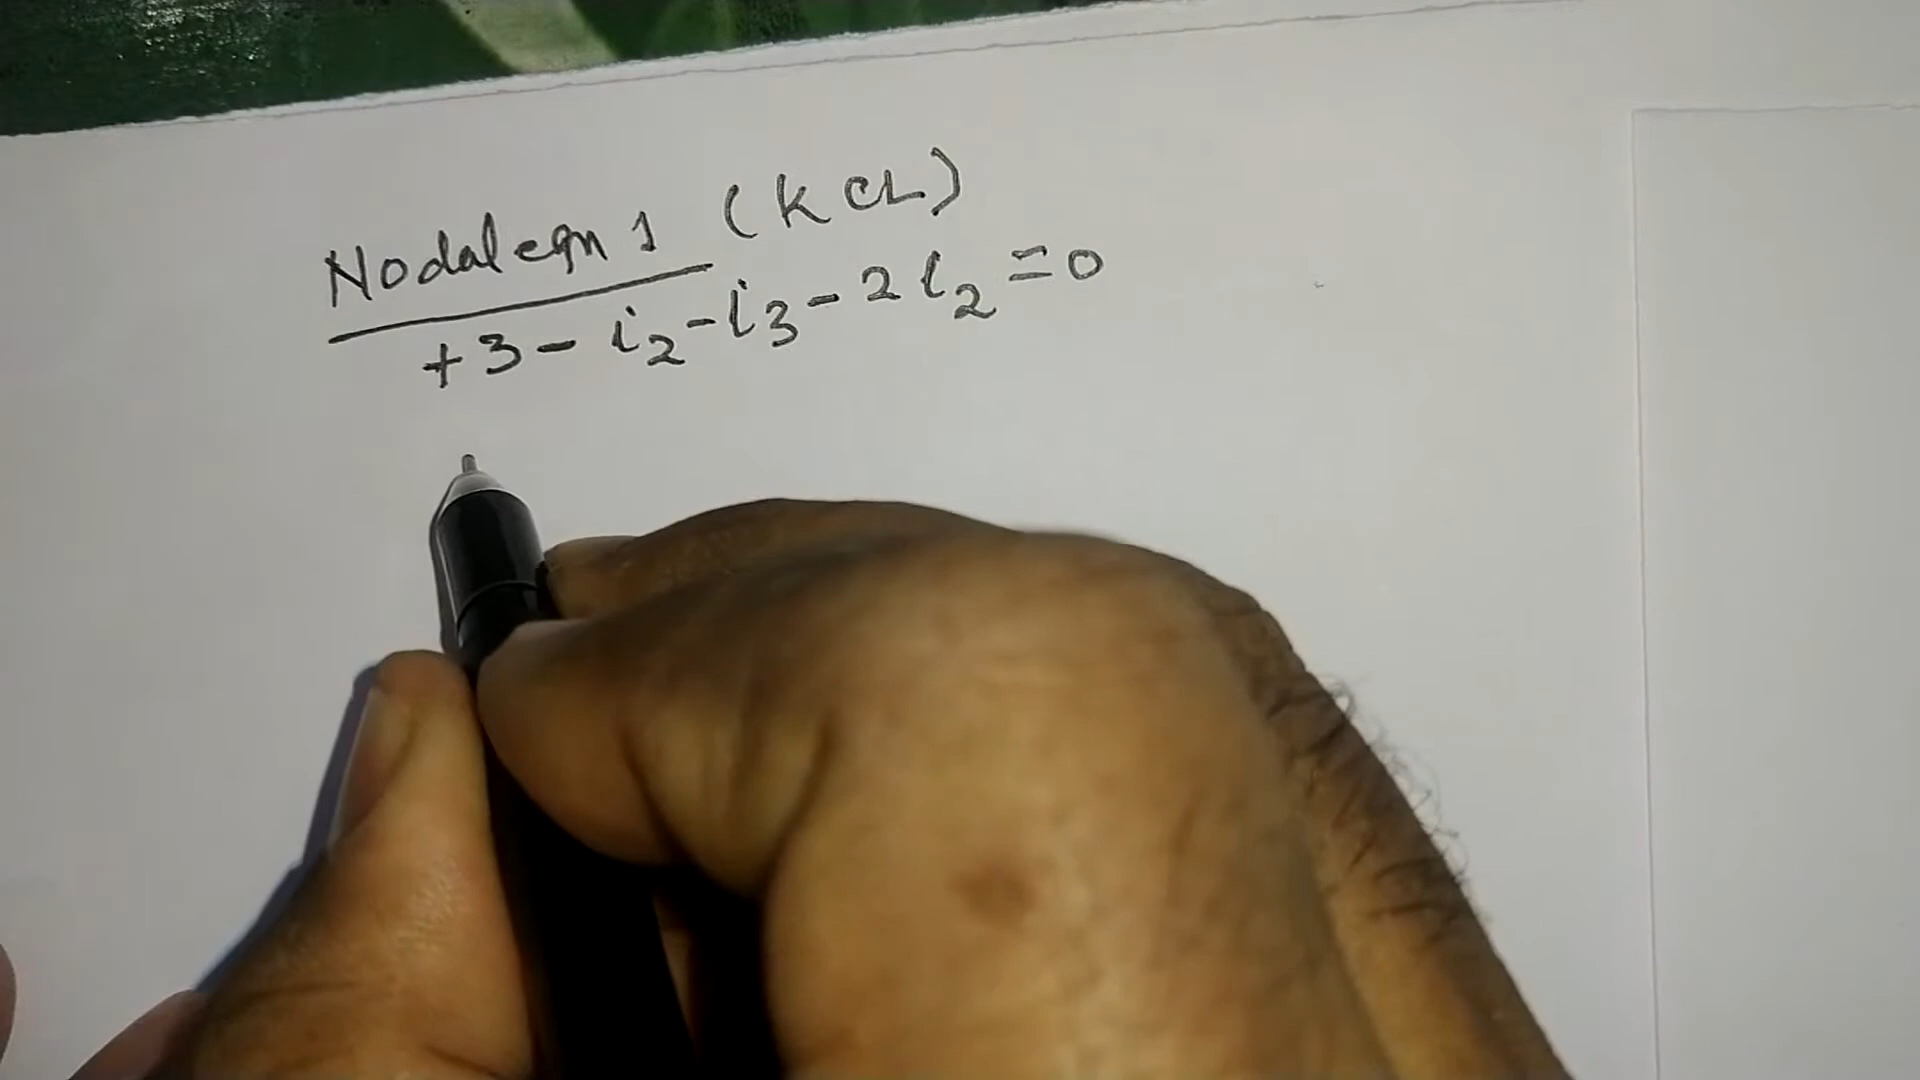 Nodal eqn 1 (KCL)
+3 - i₂ - i₃ - 2i₂ = 0